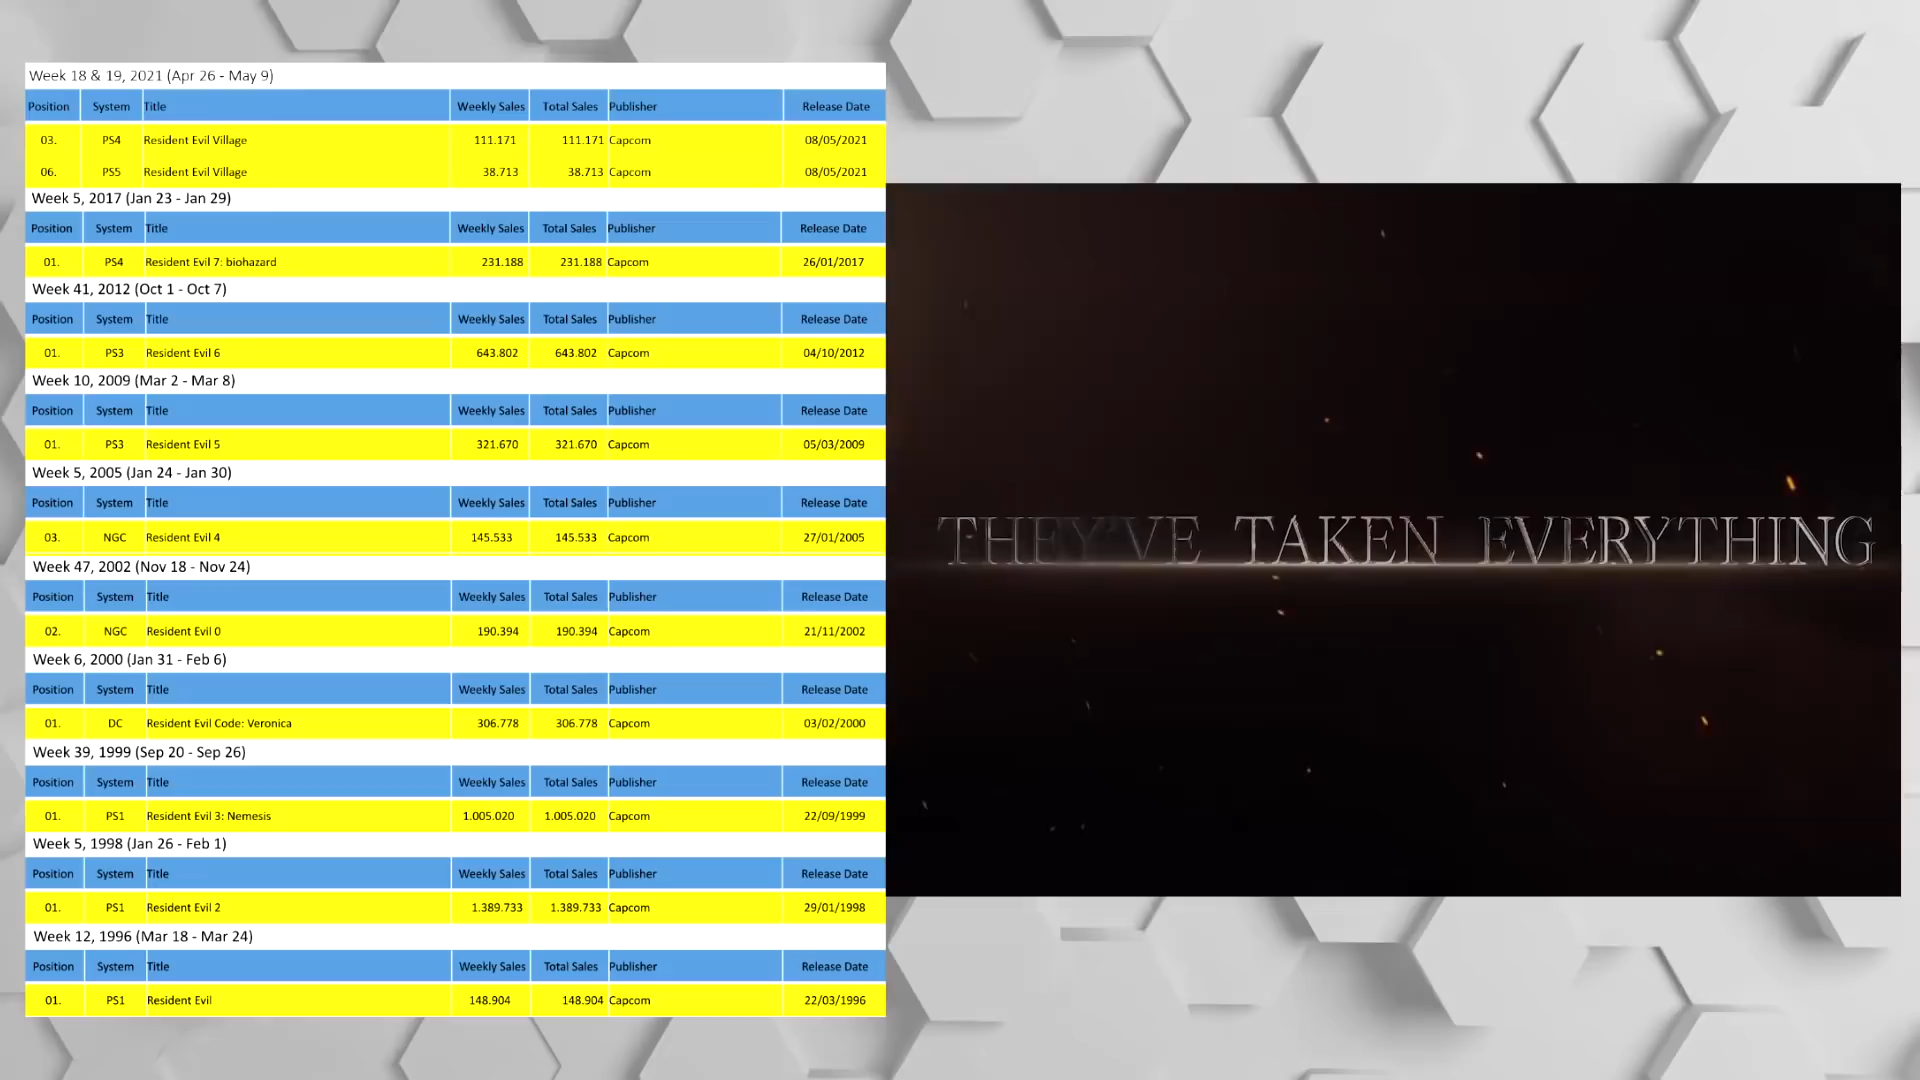 Week 18 & 19, 2021 (Apr 26 - May 9)
Position System Title Weekly Sales Total Sales Publisher Release Date
03. PS4 Resident Evil Village 111.171 111.171 Capcom 08/05/2021
06. PS5 Resident Evil Village 38.713 38.713 Capcom 08/05/2021
Week 5, 2017 (Jan 23 - Jan 29)
Position System Title Weekly Sales Total Sales Publisher Release Date
01. PS4 Resident Evil 7: biohazard 231.188 231.188 Capcom 26/01/2017
Week 41, 2012 (Oct 1 - Oct 7)
Position System Title Weekly Sales Total Sales Publisher Release Date
01. PS3 Resident Evil 6 643.802 643.802 Capcom 04/10/2012
Week 10, 2009 (Mar 2 - Mar 8)
Position System Title Weekly Sales Total Sales Publisher Release Date
01. PS3 Resident Evil 5 321.670 321.670 Capcom 05/03/2009
Week 5, 2005 (Jan 24 - Jan 30)
Position System Title Weekly Sales Total Sales Publisher Release Date
03. NGC Resident Evil 4 145.533 145.533 Capcom 27/01/2005
Week 47, 2002 (Nov 18 - Nov 24)
Position System Title Weekly Sales Total Sales Publisher Release Date
02. NGC Resident Evil 0 190.394 190.394 Capcom 21/11/2002
Week 6, 2000 (Jan 31 - Feb 6)
Position System Title Weekly Sales Total Sales Publisher Release Date
01. DC Resident Evil Code: Veronica 306.778 306.778 Capcom 03/02/2000
Week 39, 1999 (Sep 20 - Sep 26)
Position System Title Weekly Sales Total Sales Publisher Release Date
01. PS1 Resident Evil 3: Nemesis 1.005.020 1.005.020 Capcom 22/09/1999
Week 5, 1998 (Jan 26 - Feb 1)
Position System Title Weekly Sales Total Sales Publisher Release Date
01. PS1 Resident Evil 2 1.389.733 1.389.733 Capcom 29/01/1998
Week 12, 1996 (Mar 18 - Mar 24)
Position System Title Weekly Sales Total Sales Publisher Release Date
01. PS1 Resident Evil 148.904 148.904 Capcom 22/03/1996
THEY'VE TAKEN EVERYTHING